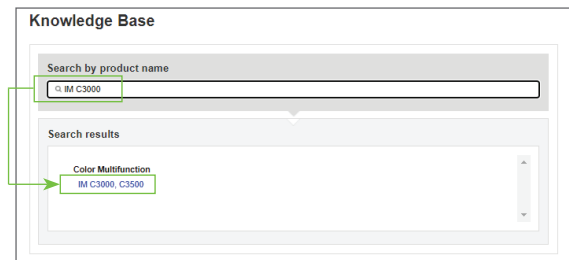 Knowledge Base
Search by product name
IM C3000
Search results
Color Multifunction
IM C3000, C3500